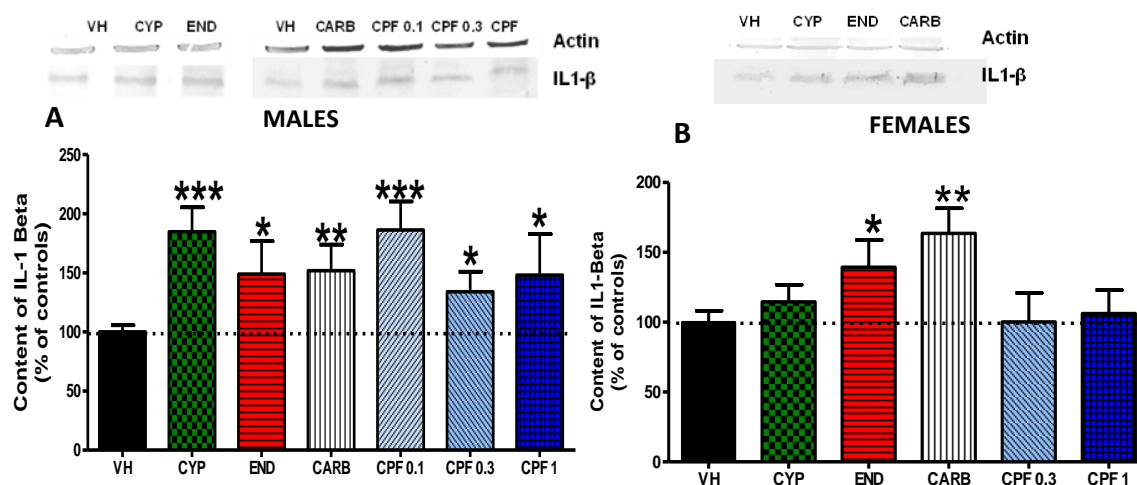 VH CYP END
VH CARB CPF 0.1 CPF 0.3 CPF
Actin
IL1-β
VH CYP END CARB
Actin
IL1-β
A
MALES
Content of IL-1 Beta
(% of controls)
250
200
150
100
50
0
***
*
**
***
*
*
VH CYP END CARB CPF 0.1 CPF 0.3 CPF 1
B
FEMALES
Content of IL1-Beta
(% of controls)
200
150
100
50
0
*
**
VH CYP END CARB CPF 0.3 CPF 1